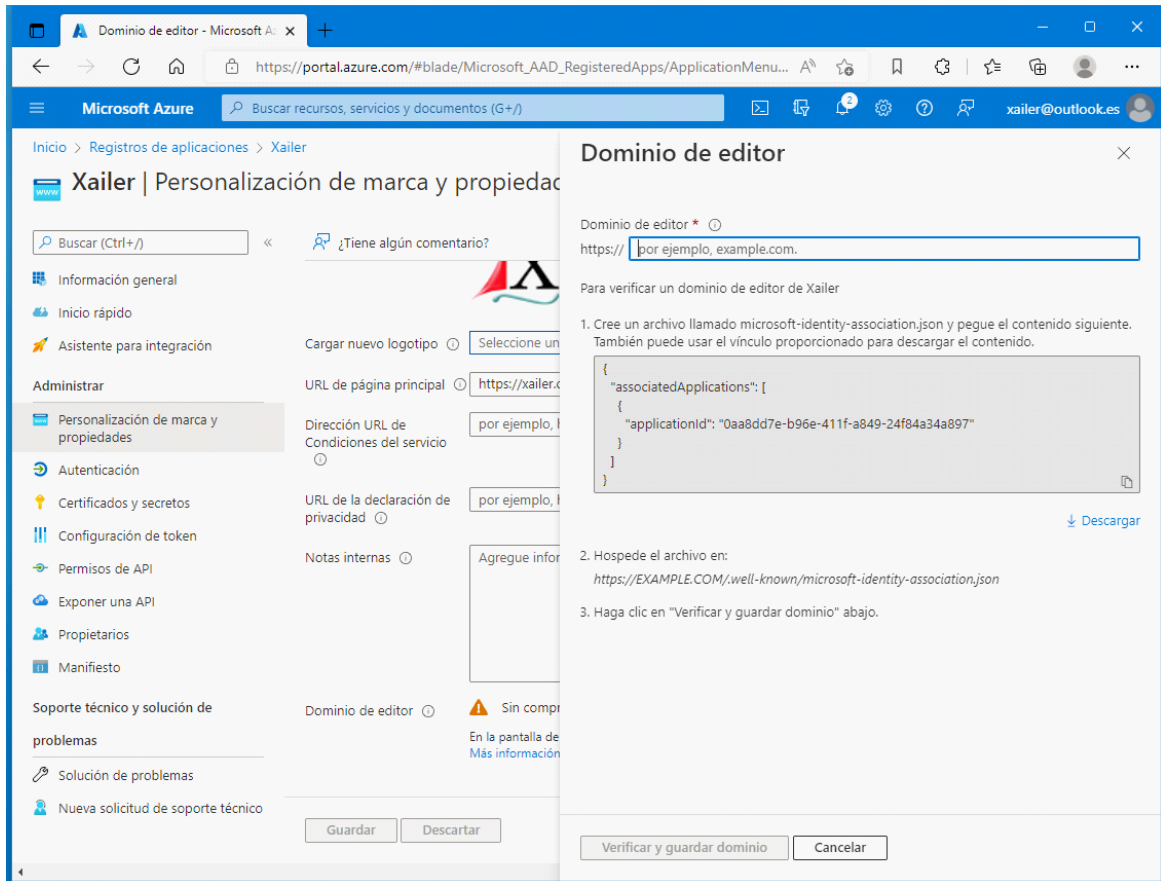 Dominio de editor - Microsoft A
https://portal.azure.com/#blade/Microsoft_AAD_RegisteredApps/ApplicationMenu...
Microsoft Azure
Buscar recursos, servicios y documentos (G+/)
2
xailer@outlook.es
Inicio > Registros de aplicaciones > Xailer
Xailer | Personalización de marca y propiedad
Buscar (Ctrl+/)
«
Información general
Inicio rápido
Asistente para integración
Administrar
Personalización de marca y
propiedades
Autenticación
Certificados y secretos
Configuración de token
Permisos de API
Exponer una API
Propietarios
Manifiesto
Soporte técnico y solución de
problemas
Solución de problemas
Nueva solicitud de soporte técnico
¿Tiene algún comentario?
Cargar nuevo logotipo
Seleccione un
URL de página principal
https://xailer.c
Dirección URL de
Condiciones del servicio
por ejemplo, h
URL de la declaración de
privacidad
por ejemplo, h
Notas internas
Agregue infor
Dominio de editor
Sin compr
En la pantalla de
Más información
Guardar
Descartar
Dominio de editor
Dominio de editor *
https://
por ejemplo, example.com.
Para verificar un dominio de editor de Xailer
1. Cree un archivo llamado microsoft-identity-association.json y pegue el contenido siguiente.
También puede usar el vínculo proporcionado para descargar el contenido.
{
"associatedApplications": [
{
"applicationId": "0aa8dd7e-b96e-411f-a849-24f84a34a897"
}
]
}
Descargar
2. Hospede el archivo en:
https://EXAMPLE.COM/.well-known/microsoft-identity-association.json
3. Haga clic en "Verificar y guardar dominio" abajo.
Verificar y guardar dominio
Cancelar